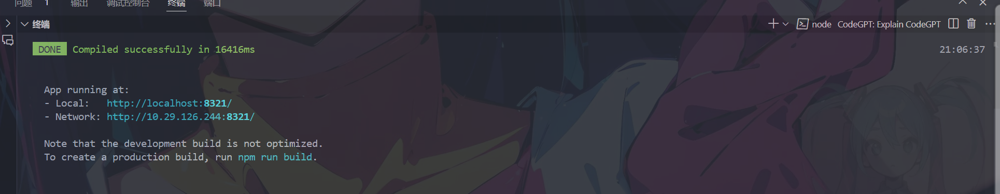 问题 1 输出 调试控制台 终端 端口
终端 node CodeGPT: Explain CodeGPT
DONE Compiled successfully in 16416ms 21:06:37
App running at:
- Local: http://localhost:8321/
- Network: http://10.29.126.244:8321/
Note that the development build is not optimized.
To create a production build, run npm run build.